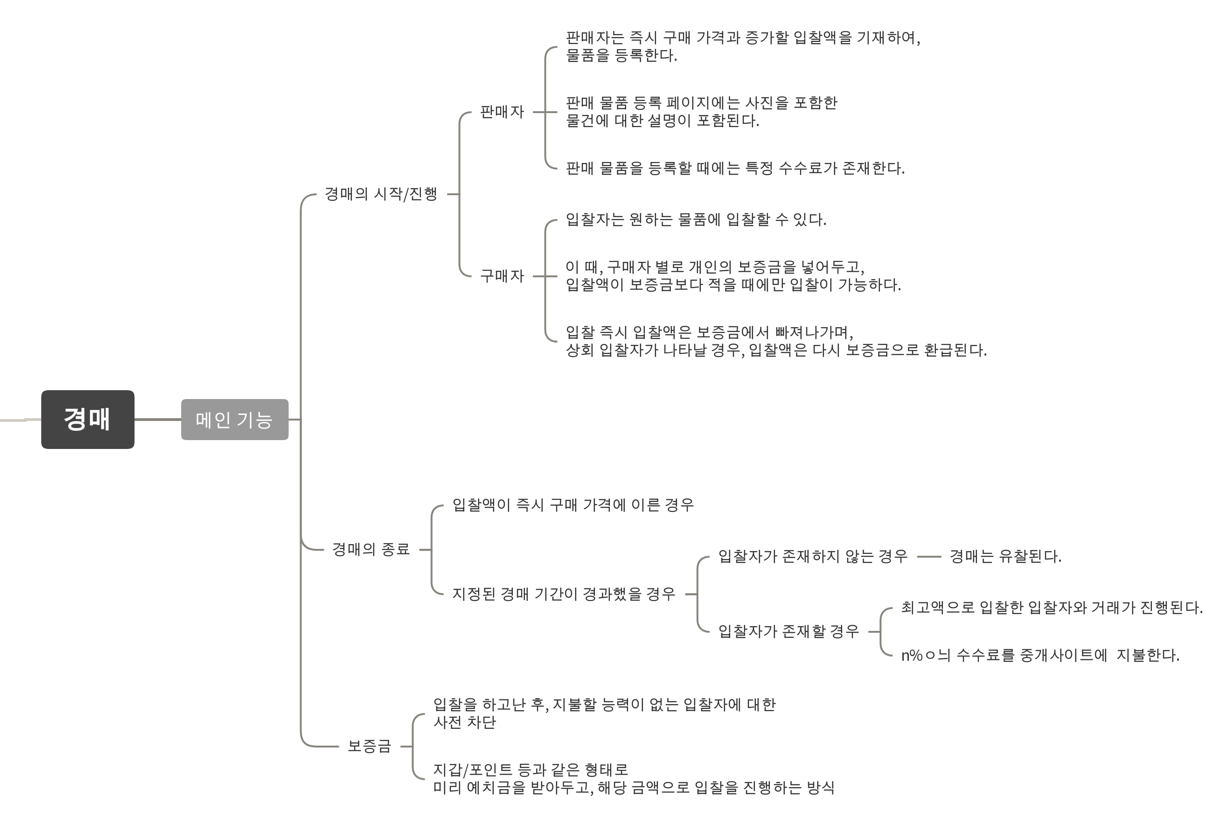 경매
메인 기능
경매의 시작/진행
판매자
판매자는 즉시 구매 가격과 증가할 입찰액을 기재하여,
물품을 등록한다.
판매 물품 등록 페이지에는 사진을 포함한
물건에 대한 설명이 포함된다.
판매 물품을 등록할 때에는 특정 수수료가 존재한다.
구매자
입찰자는 원하는 물품에 입찰할 수 있다.
이 때, 구매자 별로 개인의 보증금을 넣어두고,
입찰액이 보증금보다 적을 때에만 입찰이 가능하다.
입찰 즉시 입찰액은 보증금에서 빠져나가며,
상회 입찰자가 나타날 경우, 입찰액은 다시 보증금으로 환급된다.
경매의 종료
입찰액이 즉시 구매 가격에 이른 경우
지정된 경매 기간이 경과했을 경우
입찰자가 존재하지 않는 경우
경매는 유찰된다.
입찰자가 존재할 경우
최고액으로 입찰한 입찰자와 거래가 진행된다.
n%ㅇ늬 수수료를 중개사이트에 지불한다.
보증금
입찰을 하고난 후, 지불할 능력이 없는 입찰자에 대한
사전 차단
지갑/포인트 등과 같은 형태로
미리 예치금을 받아두고, 해당 금액으로 입찰을 진행하는 방식